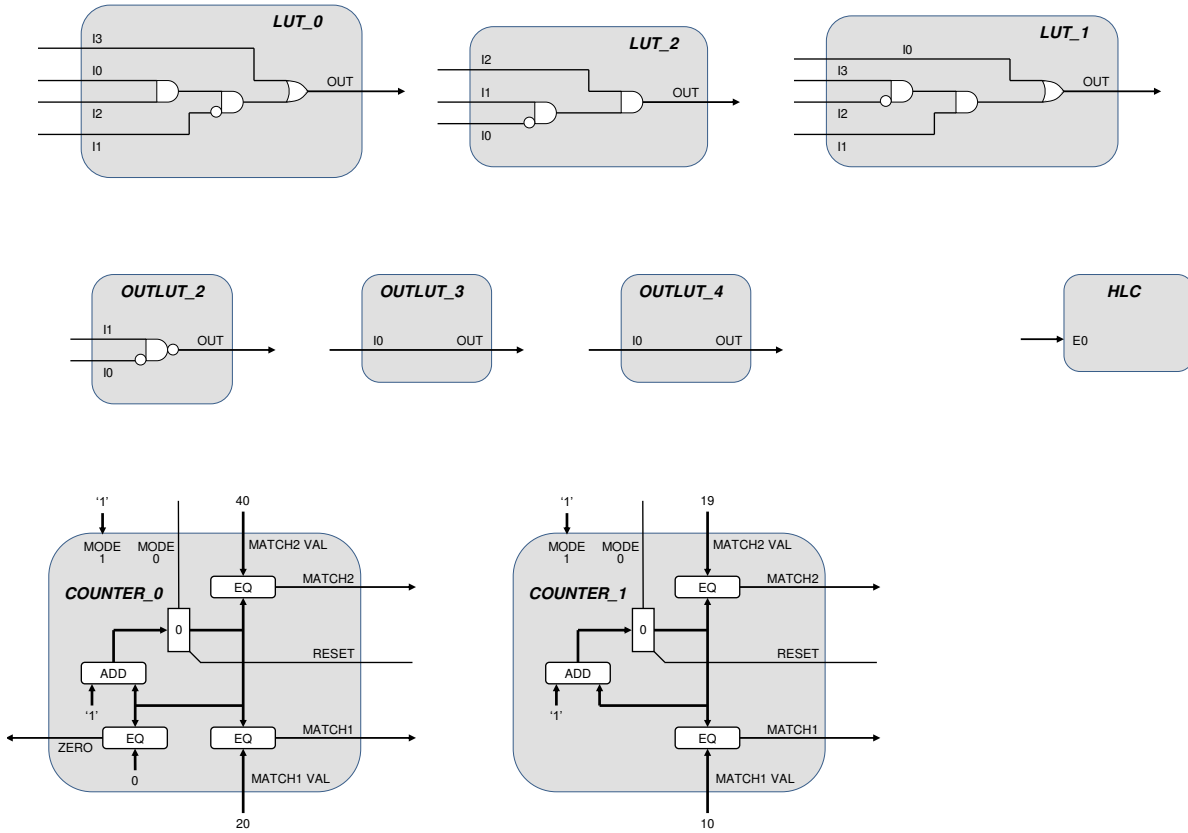 LUT_0
I3
I0
OUT
I2
I1
LUT_2
I2
I1
OUT
I0
LUT_1
I0
I3
OUT
I2
I1
OUTLUT_2
I1
OUT
I0
OUTLUT_3
I0
OUT
OUTLUT_4
I0
OUT
HLC
E0
'1'
40
MODE
1
MODE
0
MATCH2 VAL
EQ
MATCH2
COUNTER_0
0
RESET
ADD
'1'
EQ
EQ
MATCH1
ZERO
0
MATCH1 VAL
20
'1'
19
MODE
1
MODE
0
MATCH2 VAL
EQ
MATCH2
COUNTER_1
0
RESET
ADD
'1'
EQ
MATCH1
MATCH1 VAL
10